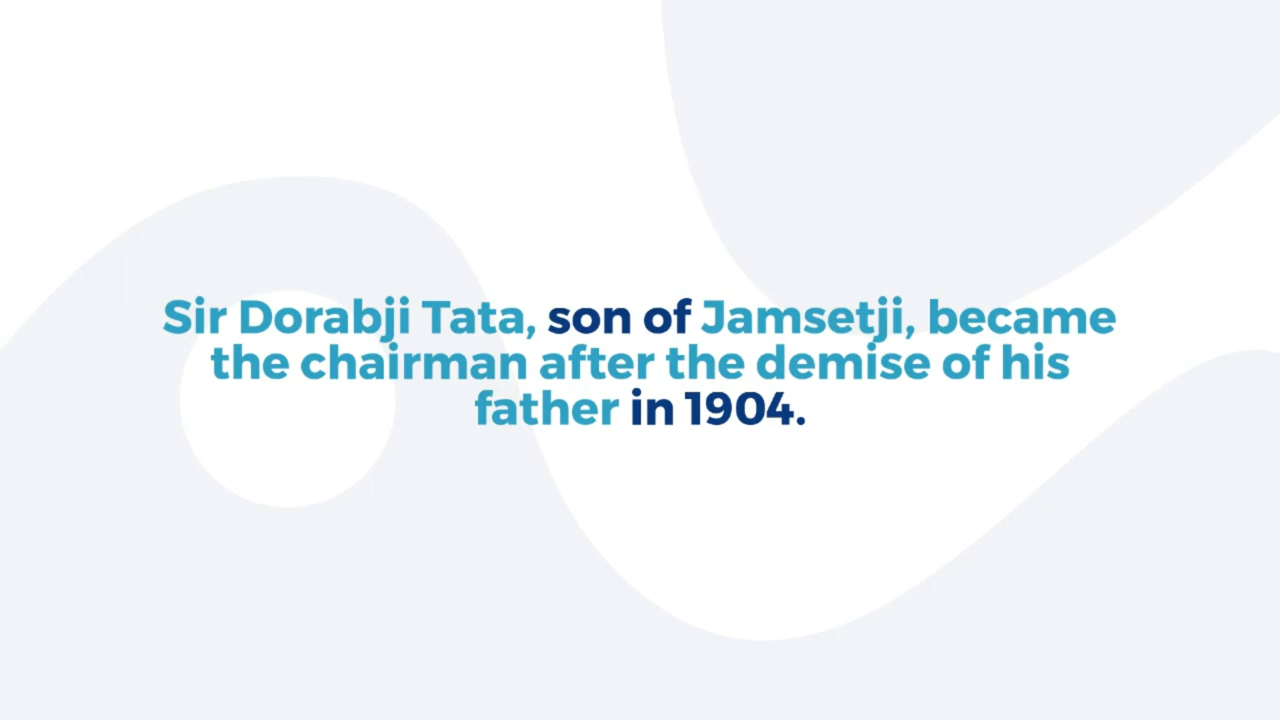 Sir Dorabji Tata, son of Jamsetji, became
the chairman after the demise of his
father in 1904.